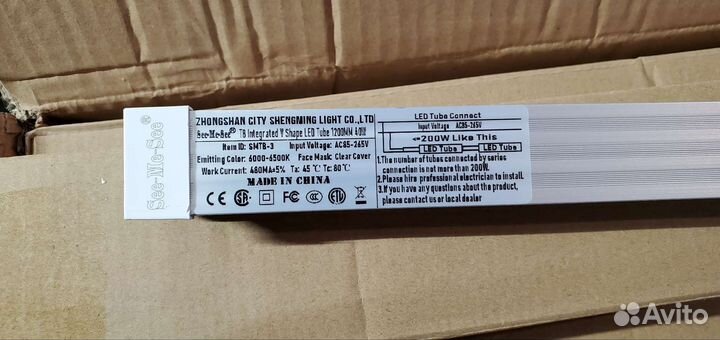 See-Me-See®
ZHONGSHAN CITY SHENGMING LIGHT CO.,LTD
See-Me-See® T8 Integrated V Shape LED Tube 1200MM 40W
Item ID: SMT8-3 Input Voltage: AC85-265V
Emitting Color: 6000-6500K Face Mask: Clear Cover
Work Current: 480MA±5% Ta: 45℃ Tc: 80℃
MADE IN CHINA
LED Tube Connect
Input Voltage AC85-265V
<=200W Like This
LED Tube LED Tube
1.The number of tubes connected by series
connection is not more than 200W.
2.Please hire professional electrician to install.
3.If you have any questions about the product,
please contact us or local dealer
Avito